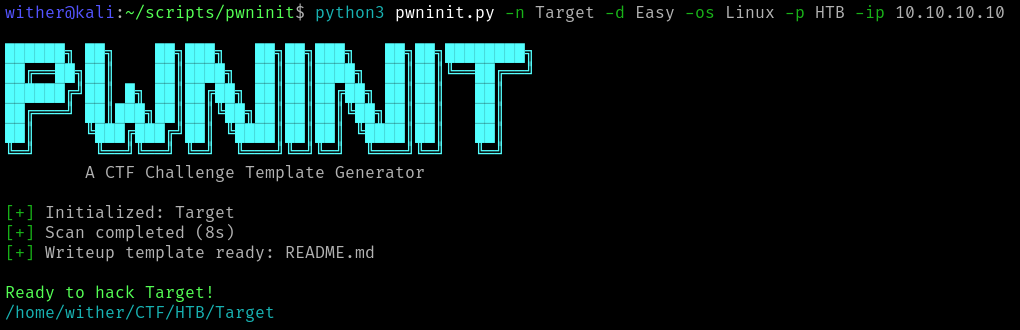 wither@kali:~/scripts/pwninit$ python3 pwninit.py -n Target -d Easy -os Linux -p HTB -ip 10.10.10.10
PWNINIT
A CTF Challenge Template Generator
[+] Initialized: Target
[+] Scan completed (8s)
[+] Writeup template ready: README.md
Ready to hack Target!
/home/wither/CTF/HTB/Target